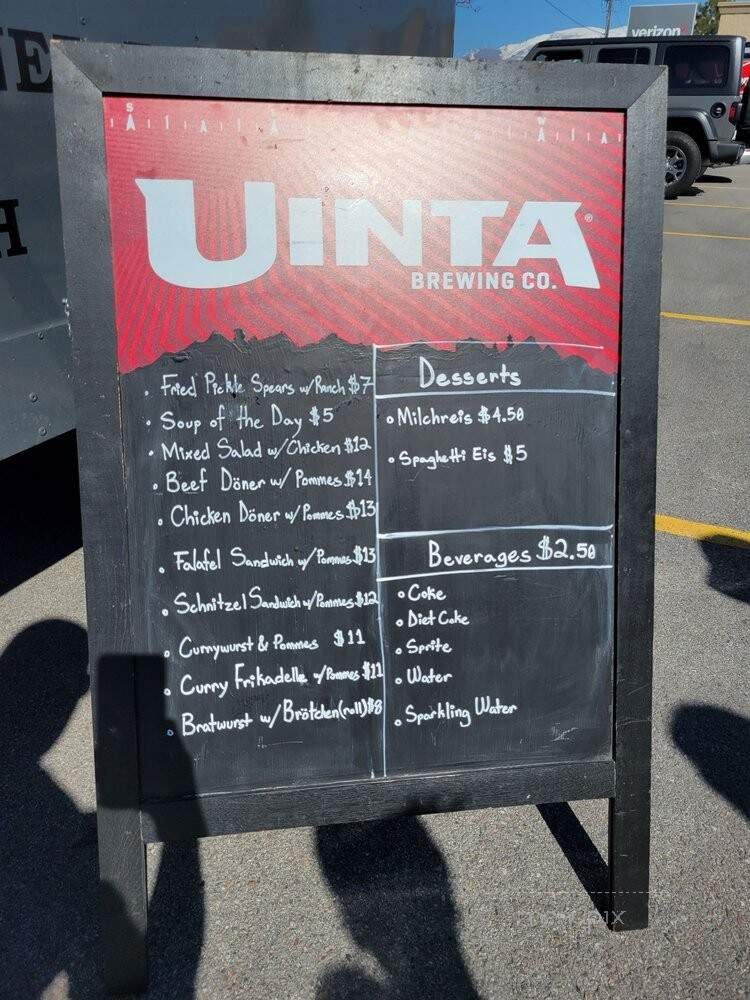 verizon
NE
H
S
W
UINTA®
BREWING CO.
Fried Pickle Spears w/Ranch $7
Soup of the Day $5
Mixed Salad w/Chicken $12
Beef Döner w/ Pommes $14
Chicken Döner w/Pommes $13
Falafel Sandwich w/Pommes $13
Schnitzel Sandwich w/Pommes $12
Currywurst & Pommes $11
Curry Frikadelle w/Pommes $11
Bratwurst w/Brötchen(roll) $8
Desserts
Milchreis $4.50
Spaghetti Eis $5
Beverages $2.50
Coke
Diet Coke
Sprite
Water
Sparkling Water